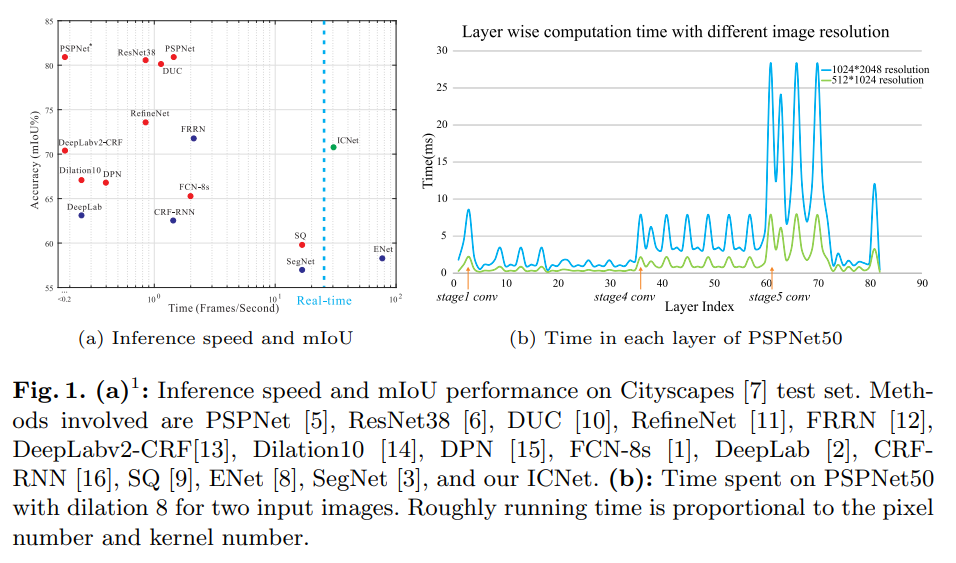 85
80
75
70
65
60
55
Accuracy (mIoU%)
PSPNet*
ResNet38
PSPNet
DUC
RefineNet
FRRN
ICNet
DeepLabv2-CRF
Dilation10
DPN
FCN-8s
DeepLab
CRF-RNN
SQ
SegNet
ENet
...
<0.2
10^0
10^1
10^2
Time (Frames/Second)
Real-time
(a) Inference speed and mIoU
Layer wise computation time with different image resolution
30
25
20
15
10
5
0
Time(ms)
1024*2048 resolution
512*1024 resolution
0 10 20 30 40 50 60 70 80 90
stage1 conv
stage4 conv
stage5 conv
Layer Index
(b) Time in each layer of PSPNet50
Fig. 1. (a)¹: Inference speed and mIoU performance on Cityscapes [7] test set. Meth-
ods involved are PSPNet [5], ResNet38 [6], DUC [10], RefineNet [11], FRRN [12],
DeepLabv2-CRF[13], Dilation10 [14], DPN [15], FCN-8s [1], DeepLab [2], CRF-
RNN [16], SQ [9], ENet [8], SegNet [3], and our ICNet. (b): Time spent on PSPNet50
with dilation 8 for two input images. Roughly running time is proportional to the pixel
number and kernel number.